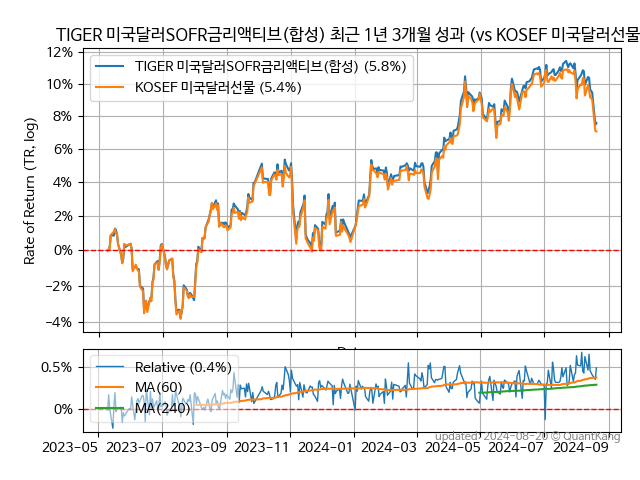 TIGER 미국달러SOFR금리액티브(합성) 최근 1년 3개월 성과 (vs KOSEF 미국달러선물
12%
10%
8%
6%
4%
2%
0%
−2%
−4%
Rate of Return (TR, log)
TIGER 미국달러SOFR금리액티브(합성) (5.8%)
KOSEF 미국달러선물 (5.4%)
0.5%
0%
Relative (0.4%)
MA(60)
MA(240)
updated: 2024-08-20 © QuantKang
2023−05 2023−07 2023−09 2023−11 2024−01 2024−03 2024−05 2024−07 2024−09